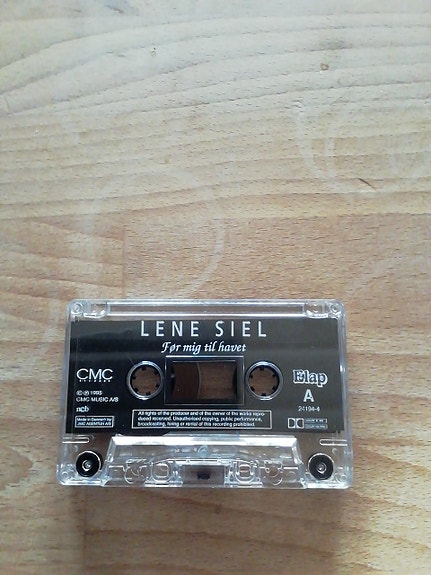 LENE SIEL
Før mig til havet
CMC
RECORDS
© ℗ 1993
CMC MUSIC A/S
ncb
Made in Denmark by
Elap
A
24194-4
All rights of the producer and of the owner of the works repro-
duced reserved. Unauthorised copying, public performance,
broadcasting, hiring or rental of this recording prohibited